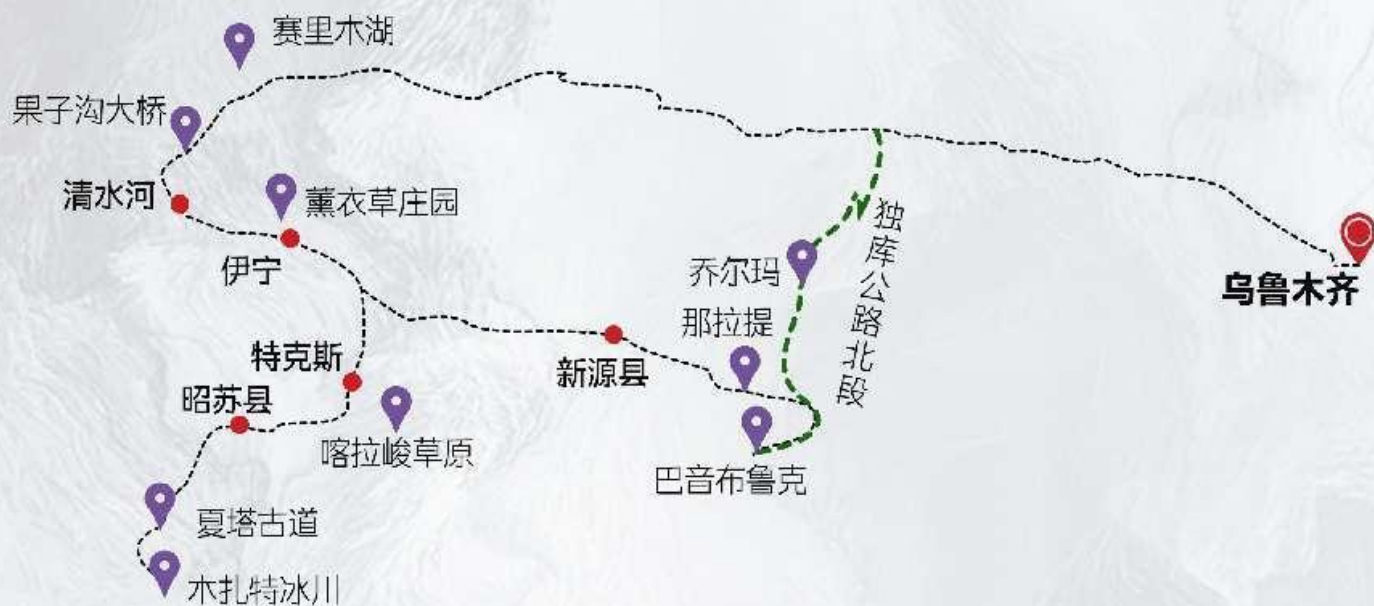 赛里木湖
果子沟大桥
清水河
薰衣草庄园
伊宁
乔尔玛
独库公路北段
乌鲁木齐
那拉提
特克斯
新源县
昭苏县
喀拉峻草原
巴音布鲁克
夏塔古道
木扎特冰川